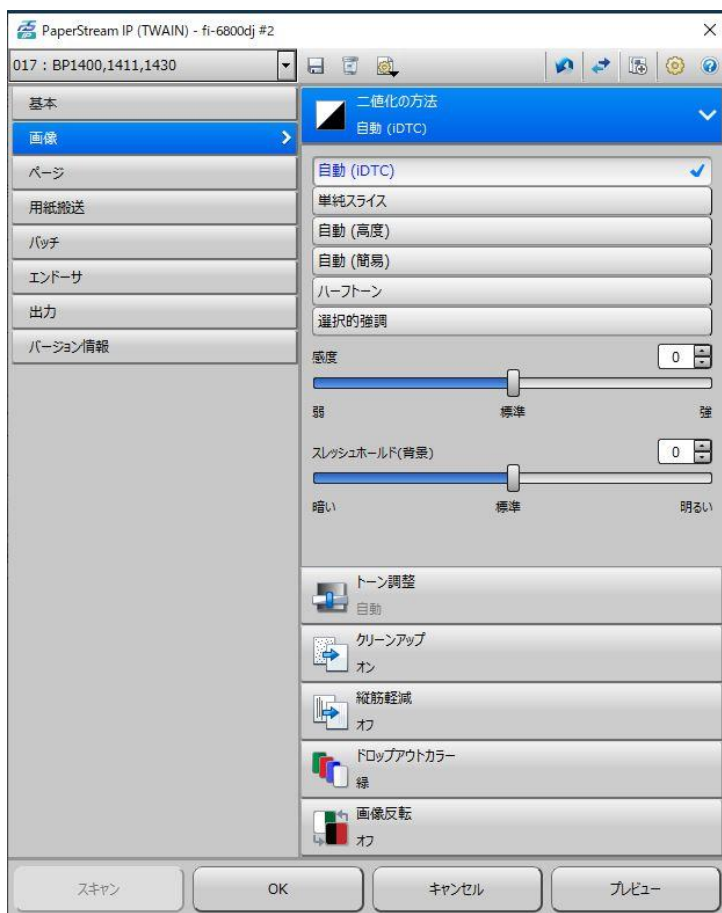 PaperStream IP (TWAIN) - fi-6800dj #2
017 : BP1400,1411,1430
基本
画像
ページ
用紙搬送
バッチ
エンドーサ
出力
バージョン情報
二値化の方法
自動 (iDTC)
自動 (iDTC)
単純スライス
自動 (高度)
自動 (簡易)
ハーフトーン
選択的強調
感度
0
弱 標準 強
スレッシュホールド(背景)
0
暗い 標準 明るい
トーン調整
自動
クリーンアップ
オン
縦筋軽減
オフ
ドロップアウトカラー
緑
画像反転
オフ
スキャン OK キャンセル プレビュー